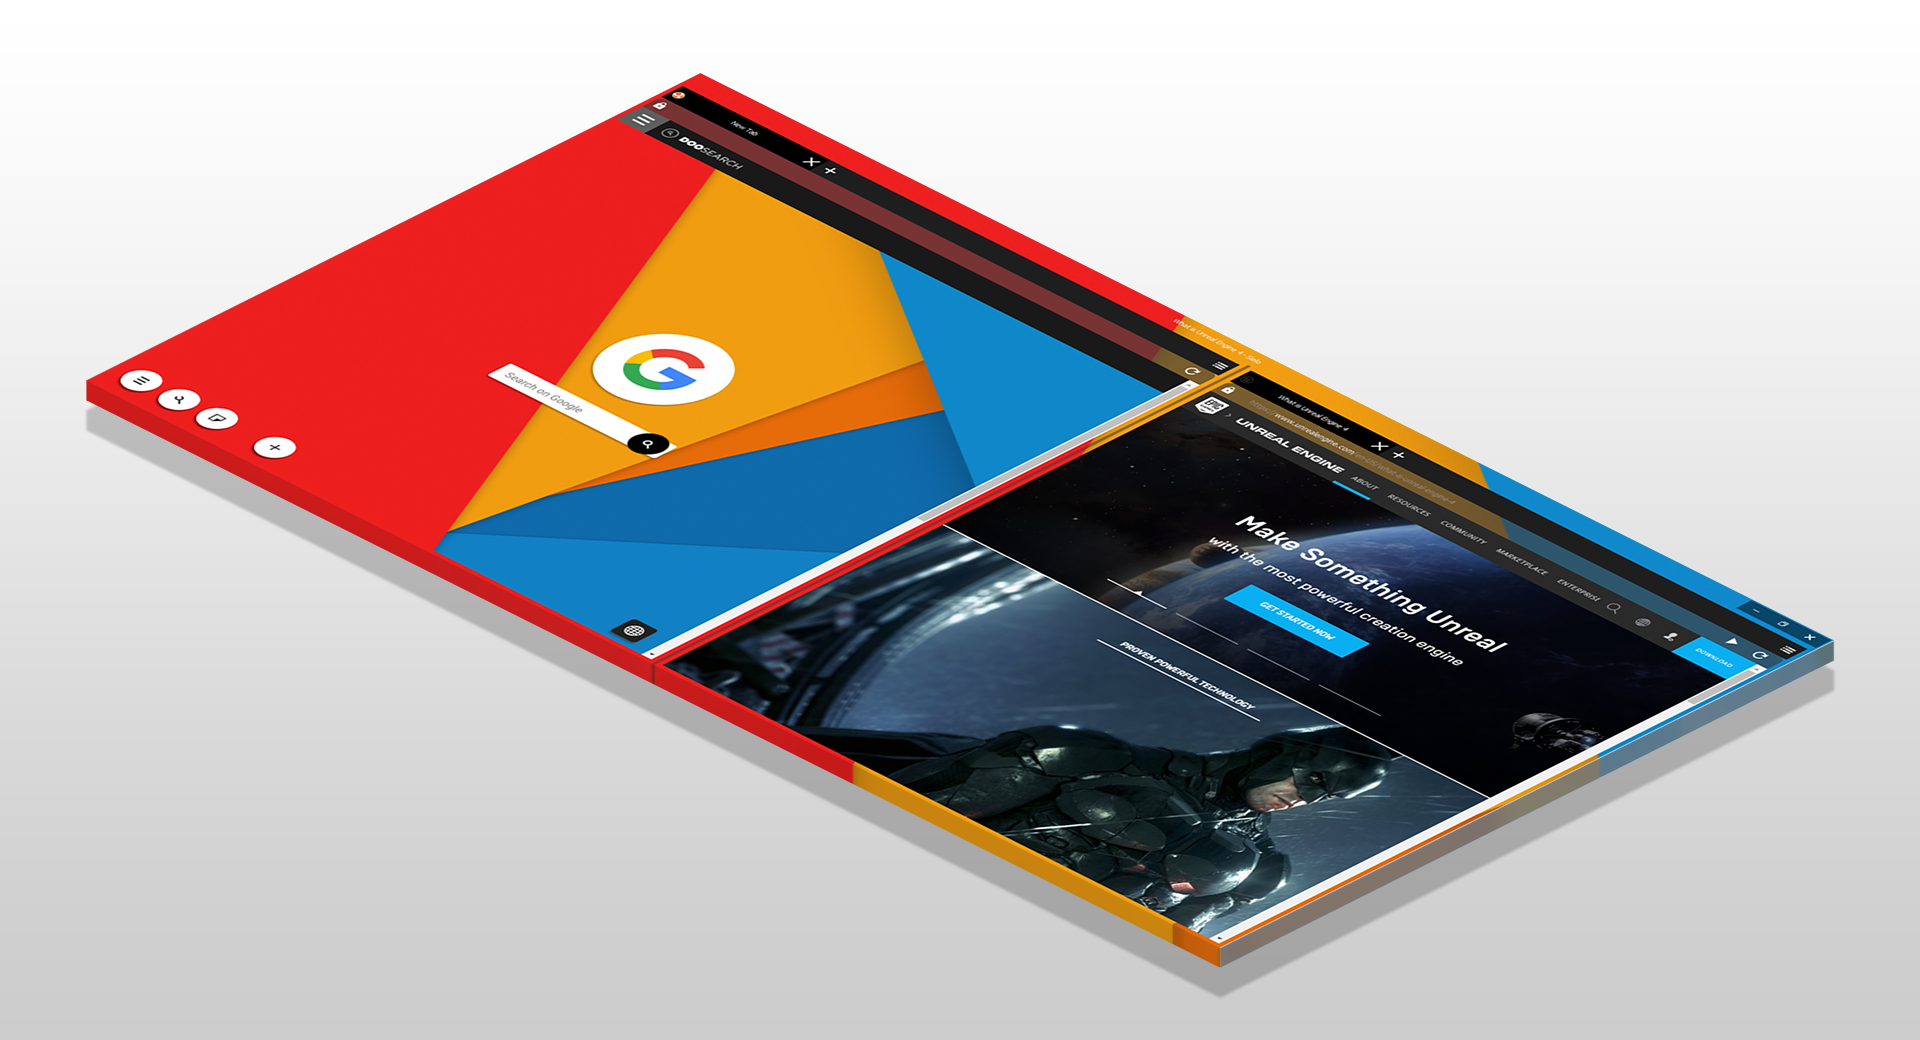 New Tab
DOOSEARCH
Search on Google
What is Unreal Engine 4 - Sielo
What is Unreal Engine 4
https://www.unrealengine.com/en-US/what-is-unreal-engine-4
EPIC
UNREAL ENGINE
ABOUT
RESOURCES
COMMUNITY
MARKETPLACE
ENTERPRISE
DOWNLOAD
Make Something Unreal
with the most powerful creation engine
GET STARTED NOW
PROVEN POWERFUL TECHNOLOGY